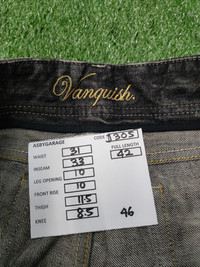 Vanquish.
ASBYGARAGE CODE 1305
WAIST 31 FULL LENGTH
INSEAM 33 42
LEG OPENING 10
FRONT RISE 10
THIGH 11.5
KNEE 8.5 46